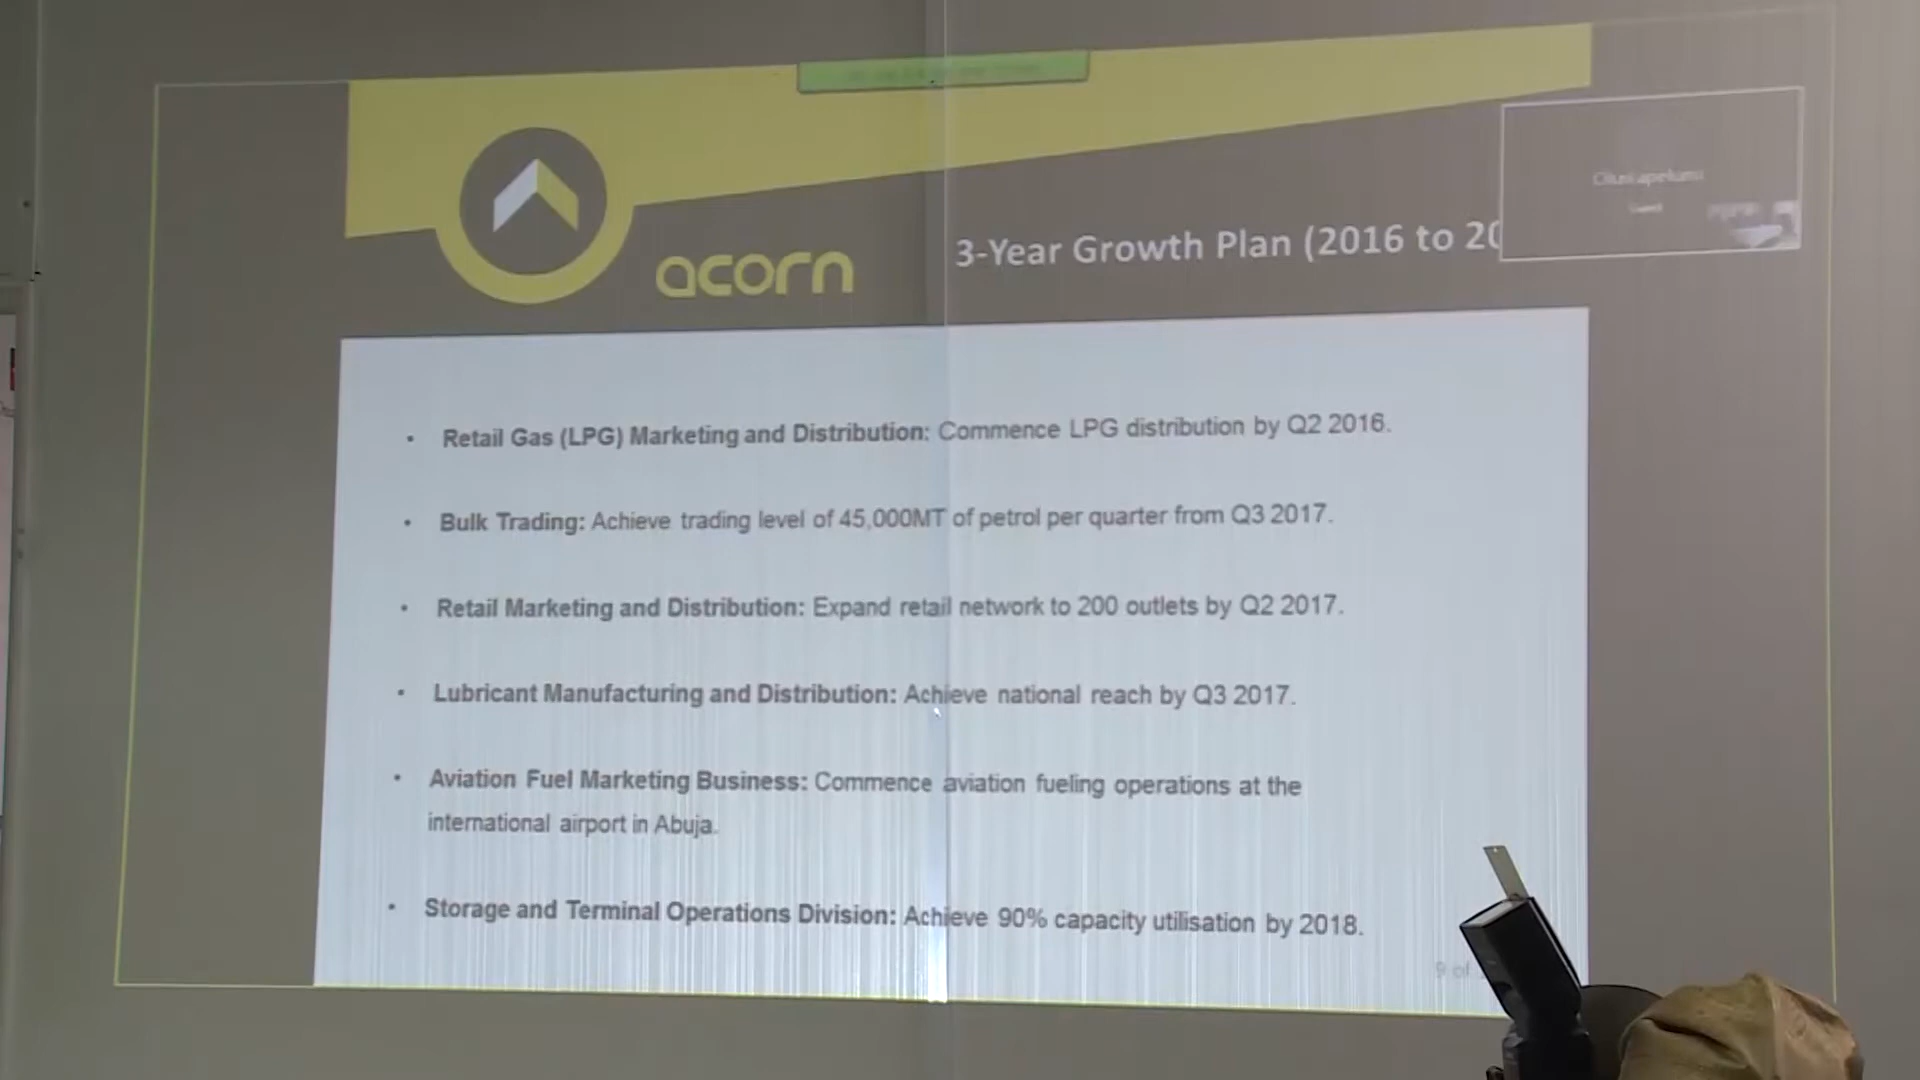 acorn
3-Year Growth Plan (2016 to 20
• Retail Gas (LPG) Marketing and Distribution: Commence LPG distribution by Q2 2016.
• Bulk Trading: Achieve trading level of 45,000MT of petrol per quarter from Q3 2017.
• Retail Marketing and Distribution: Expand retail network to 200 outlets by Q2 2017.
• Lubricant Manufacturing and Distribution: Achieve national reach by Q3 2017.
• Aviation Fuel Marketing Business: Commence aviation fueling operations at the
international airport in Abuja.
• Storage and Terminal Operations Division: Achieve 90% capacity utilisation by 2018.
9 of